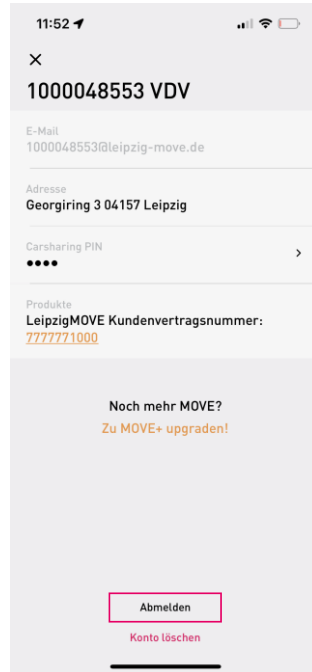 11:52
1000048553 VDV
E-Mail
1000048553@leipzig-move.de
Adresse
Georgiring 3 04157 Leipzig
Carsharing PIN
••••
Produkte
LeipzigMOVE Kundenvertragsnummer:
7777771000
Noch mehr MOVE?
Zu MOVE+ upgraden!
Abmelden
Konto löschen